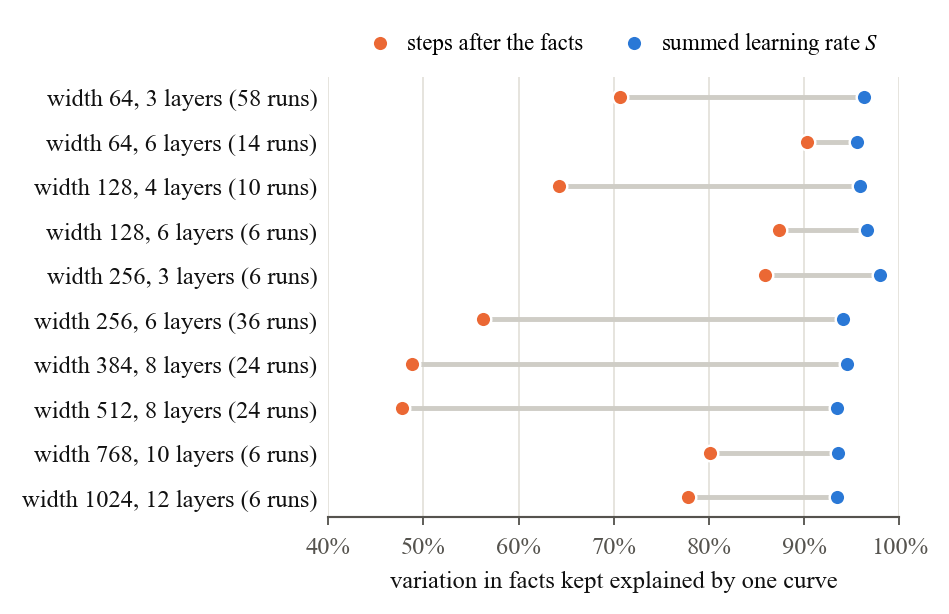 steps after the facts summed learning rate S
width 64, 3 layers (58 runs)
width 64, 6 layers (14 runs)
width 128, 4 layers (10 runs)
width 128, 6 layers (6 runs)
width 256, 3 layers (6 runs)
width 256, 6 layers (36 runs)
width 384, 8 layers (24 runs)
width 512, 8 layers (24 runs)
width 768, 10 layers (6 runs)
width 1024, 12 layers (6 runs)
40% 50% 60% 70% 80% 90% 100%
variation in facts kept explained by one curve